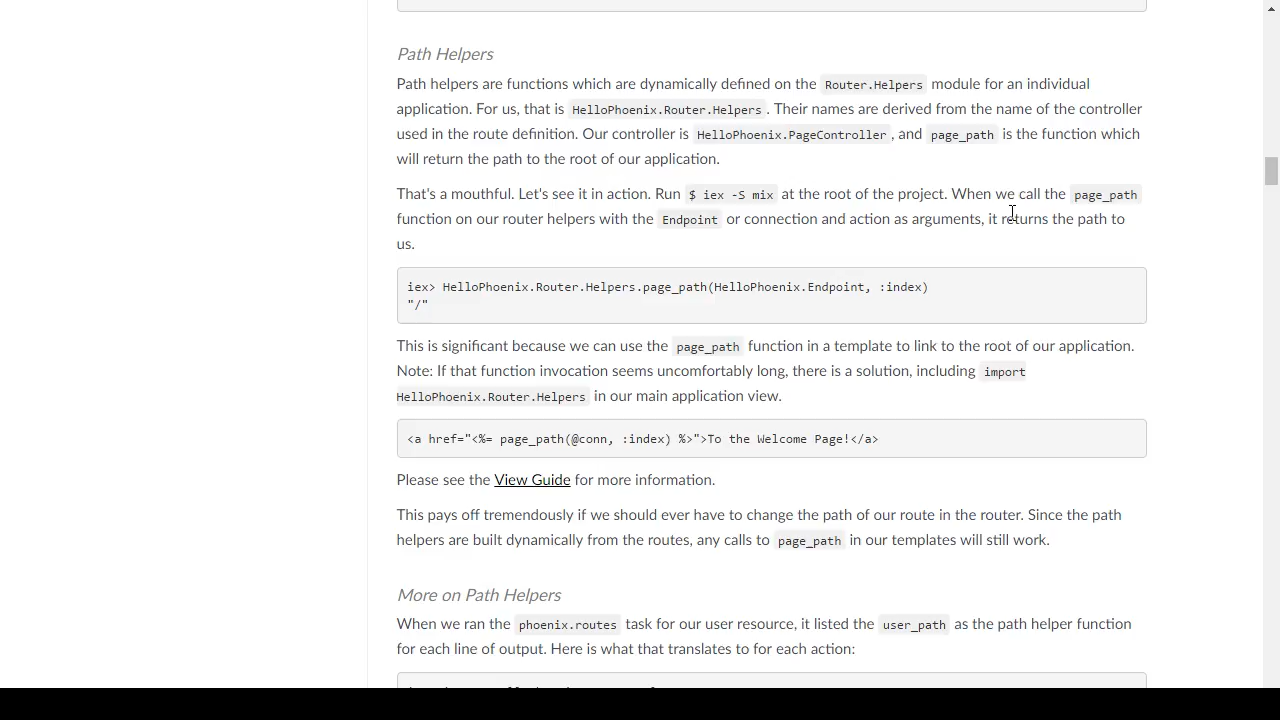 Path Helpers
Path helpers are functions which are dynamically defined on the Router.Helpers module for an individual
application. For us, that is HelloPhoenix.Router.Helpers . Their names are derived from the name of the controller
used in the route definition. Our controller is HelloPhoenix.PageController , and page_path is the function which
will return the path to the root of our application.
That's a mouthful. Let's see it in action. Run $ iex -S mix at the root of the project. When we call the page_path
function on our router helpers with the Endpoint or connection and action as arguments, it returns the path to
us.
iex> HelloPhoenix.Router.Helpers.page_path(HelloPhoenix.Endpoint, :index)
"/"
This is significant because we can use the page_path function in a template to link to the root of our application.
Note: If that function invocation seems uncomfortably long, there is a solution, including import
HelloPhoenix.Router.Helpers in our main application view.
<a href="<%= page_path(@conn, :index) %>">To the Welcome Page!</a>
Please see the View Guide for more information.
This pays off tremendously if we should ever have to change the path of our route in the router. Since the path
helpers are built dynamically from the routes, any calls to page_path in our templates will still work.
More on Path Helpers
When we ran the phoenix.routes task for our user resource, it listed the user_path as the path helper function
for each line of output. Here is what that translates to for each action: